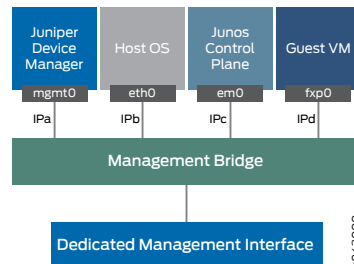 Juniper
Device
Manager
Host OS
Junos
Control
Plane
Guest VM
mgmt0
eth0
em0
fxp0
IPa
IPb
IPc
IPd
Management Bridge
Dedicated Management Interface